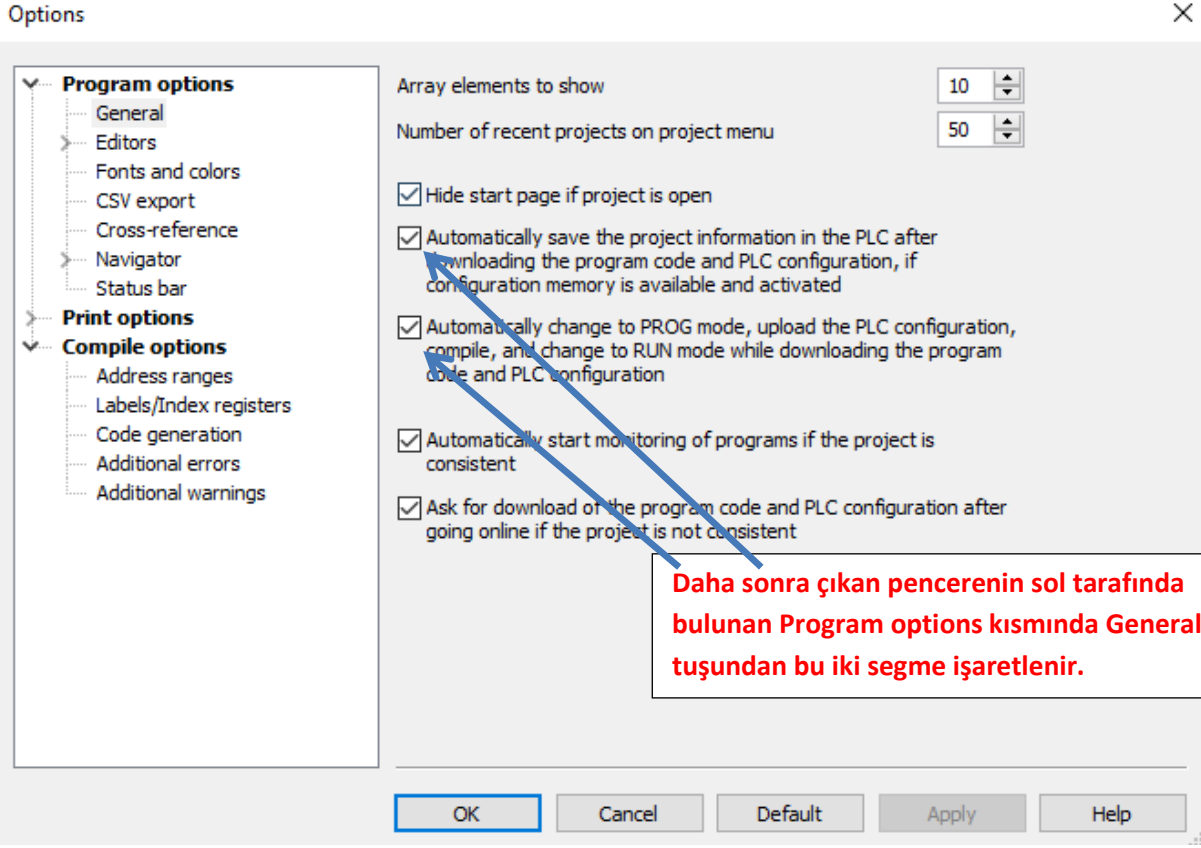 Options
Program options
General
Editors
Fonts and colors
CSV export
Cross-reference
Navigator
Status bar
Print options
Compile options
Address ranges
Labels/Index registers
Code generation
Additional errors
Additional warnings
Array elements to show 10
Number of recent projects on project menu 50
Hide start page if project is open
Automatically save the project information in the PLC after
downloading the program code and PLC configuration, if
configuration memory is available and activated
Automatically change to PROG mode, upload the PLC configuration,
compile, and change to RUN mode while downloading the program
code and PLC configuration
Automatically start monitoring of programs if the project is
consistent
Ask for download of the program code and PLC configuration after
going online if the project is not consistent
Daha sonra çıkan pencerenin sol tarafında
bulunan Program options kısmında General
tuşundan bu iki segme işaretlenir.
OK Cancel Default Apply Help